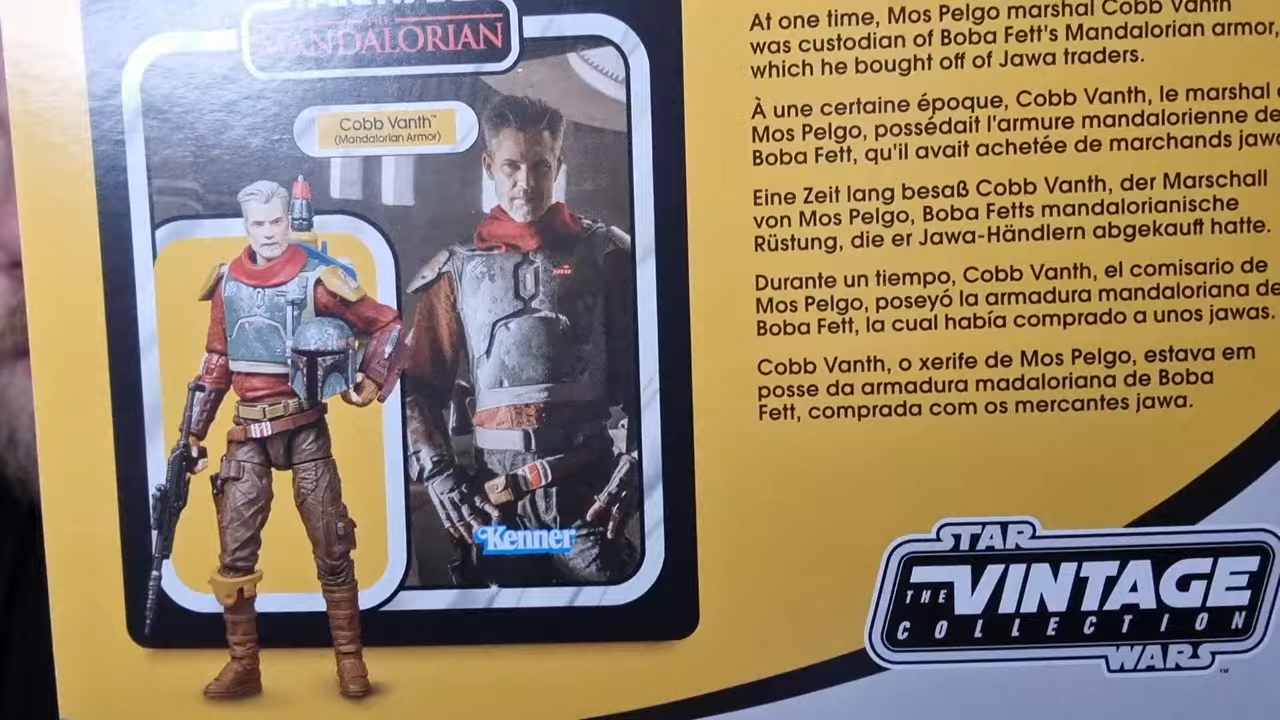 THE
MANDALORIAN
Cobb Vanth™
(Mandalorian Armor)
Kenner
At one time, Mos Pelgo marshal Cobb Vanth
was custodian of Boba Fett's Mandalorian armor,
which he bought off of Jawa traders.
À une certaine époque, Cobb Vanth, le marshal
Mos Pelgo, possédait l'armure mandalorienne de
Boba Fett, qu'il avait achetée de marchands
Eine Zeit lang besaß Cobb Vanth, der Marschall
von Mos Pelgo, Boba Fetts mandalorianische
Rüstung, die er Jawa-Händlern abgekauft hatte.
Durante un tiempo, Cobb Vanth, el comisario de
Mos Pelgo, poseyó la armadura mandaloriana de
Boba Fett, la cual había comprado a unos jawas.
Cobb Vanth, o xerife de Mos Pelgo, estava em
posse da armadura madaloriana de Boba
Fett, comprada com os mercantes jawa.
STAR
THE VINTAGE
COLLECTION
WARS™